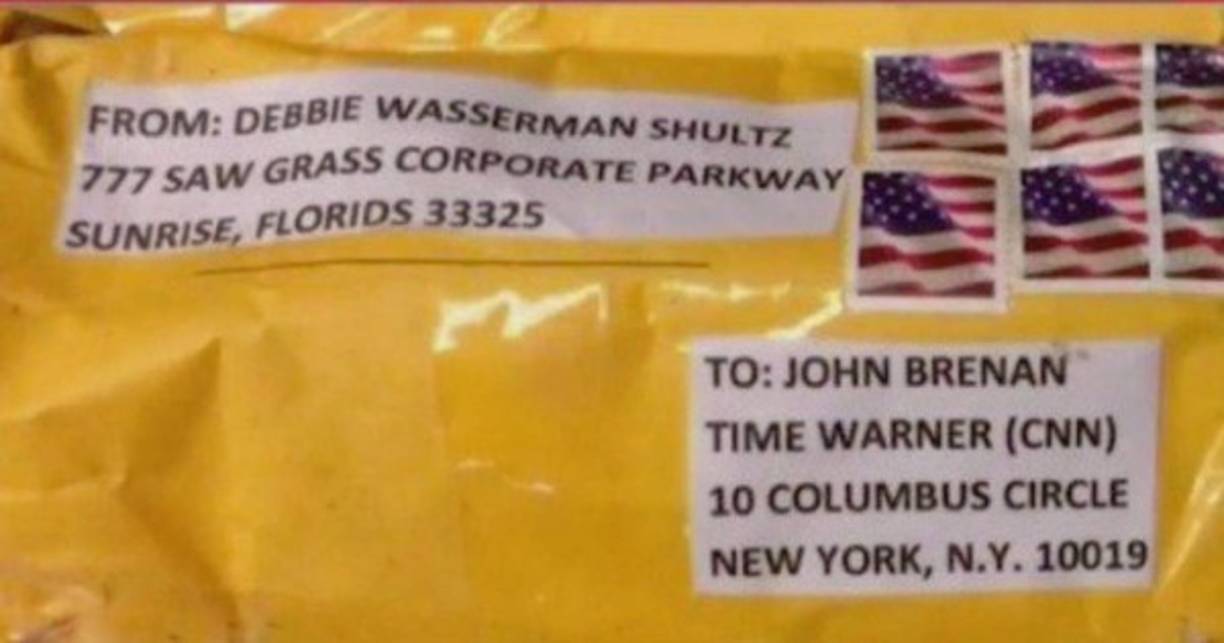 FROM: DEBBIE WASSERMAN SHULTZ
777 SAW GRASS CORPORATE PARKWAY
SUNRISE, FLORIDS 33325
TO: JOHN BRENAN
TIME WARNER (CNN)
10 COLUMBUS CIRCLE
NEW YORK, N.Y. 10019